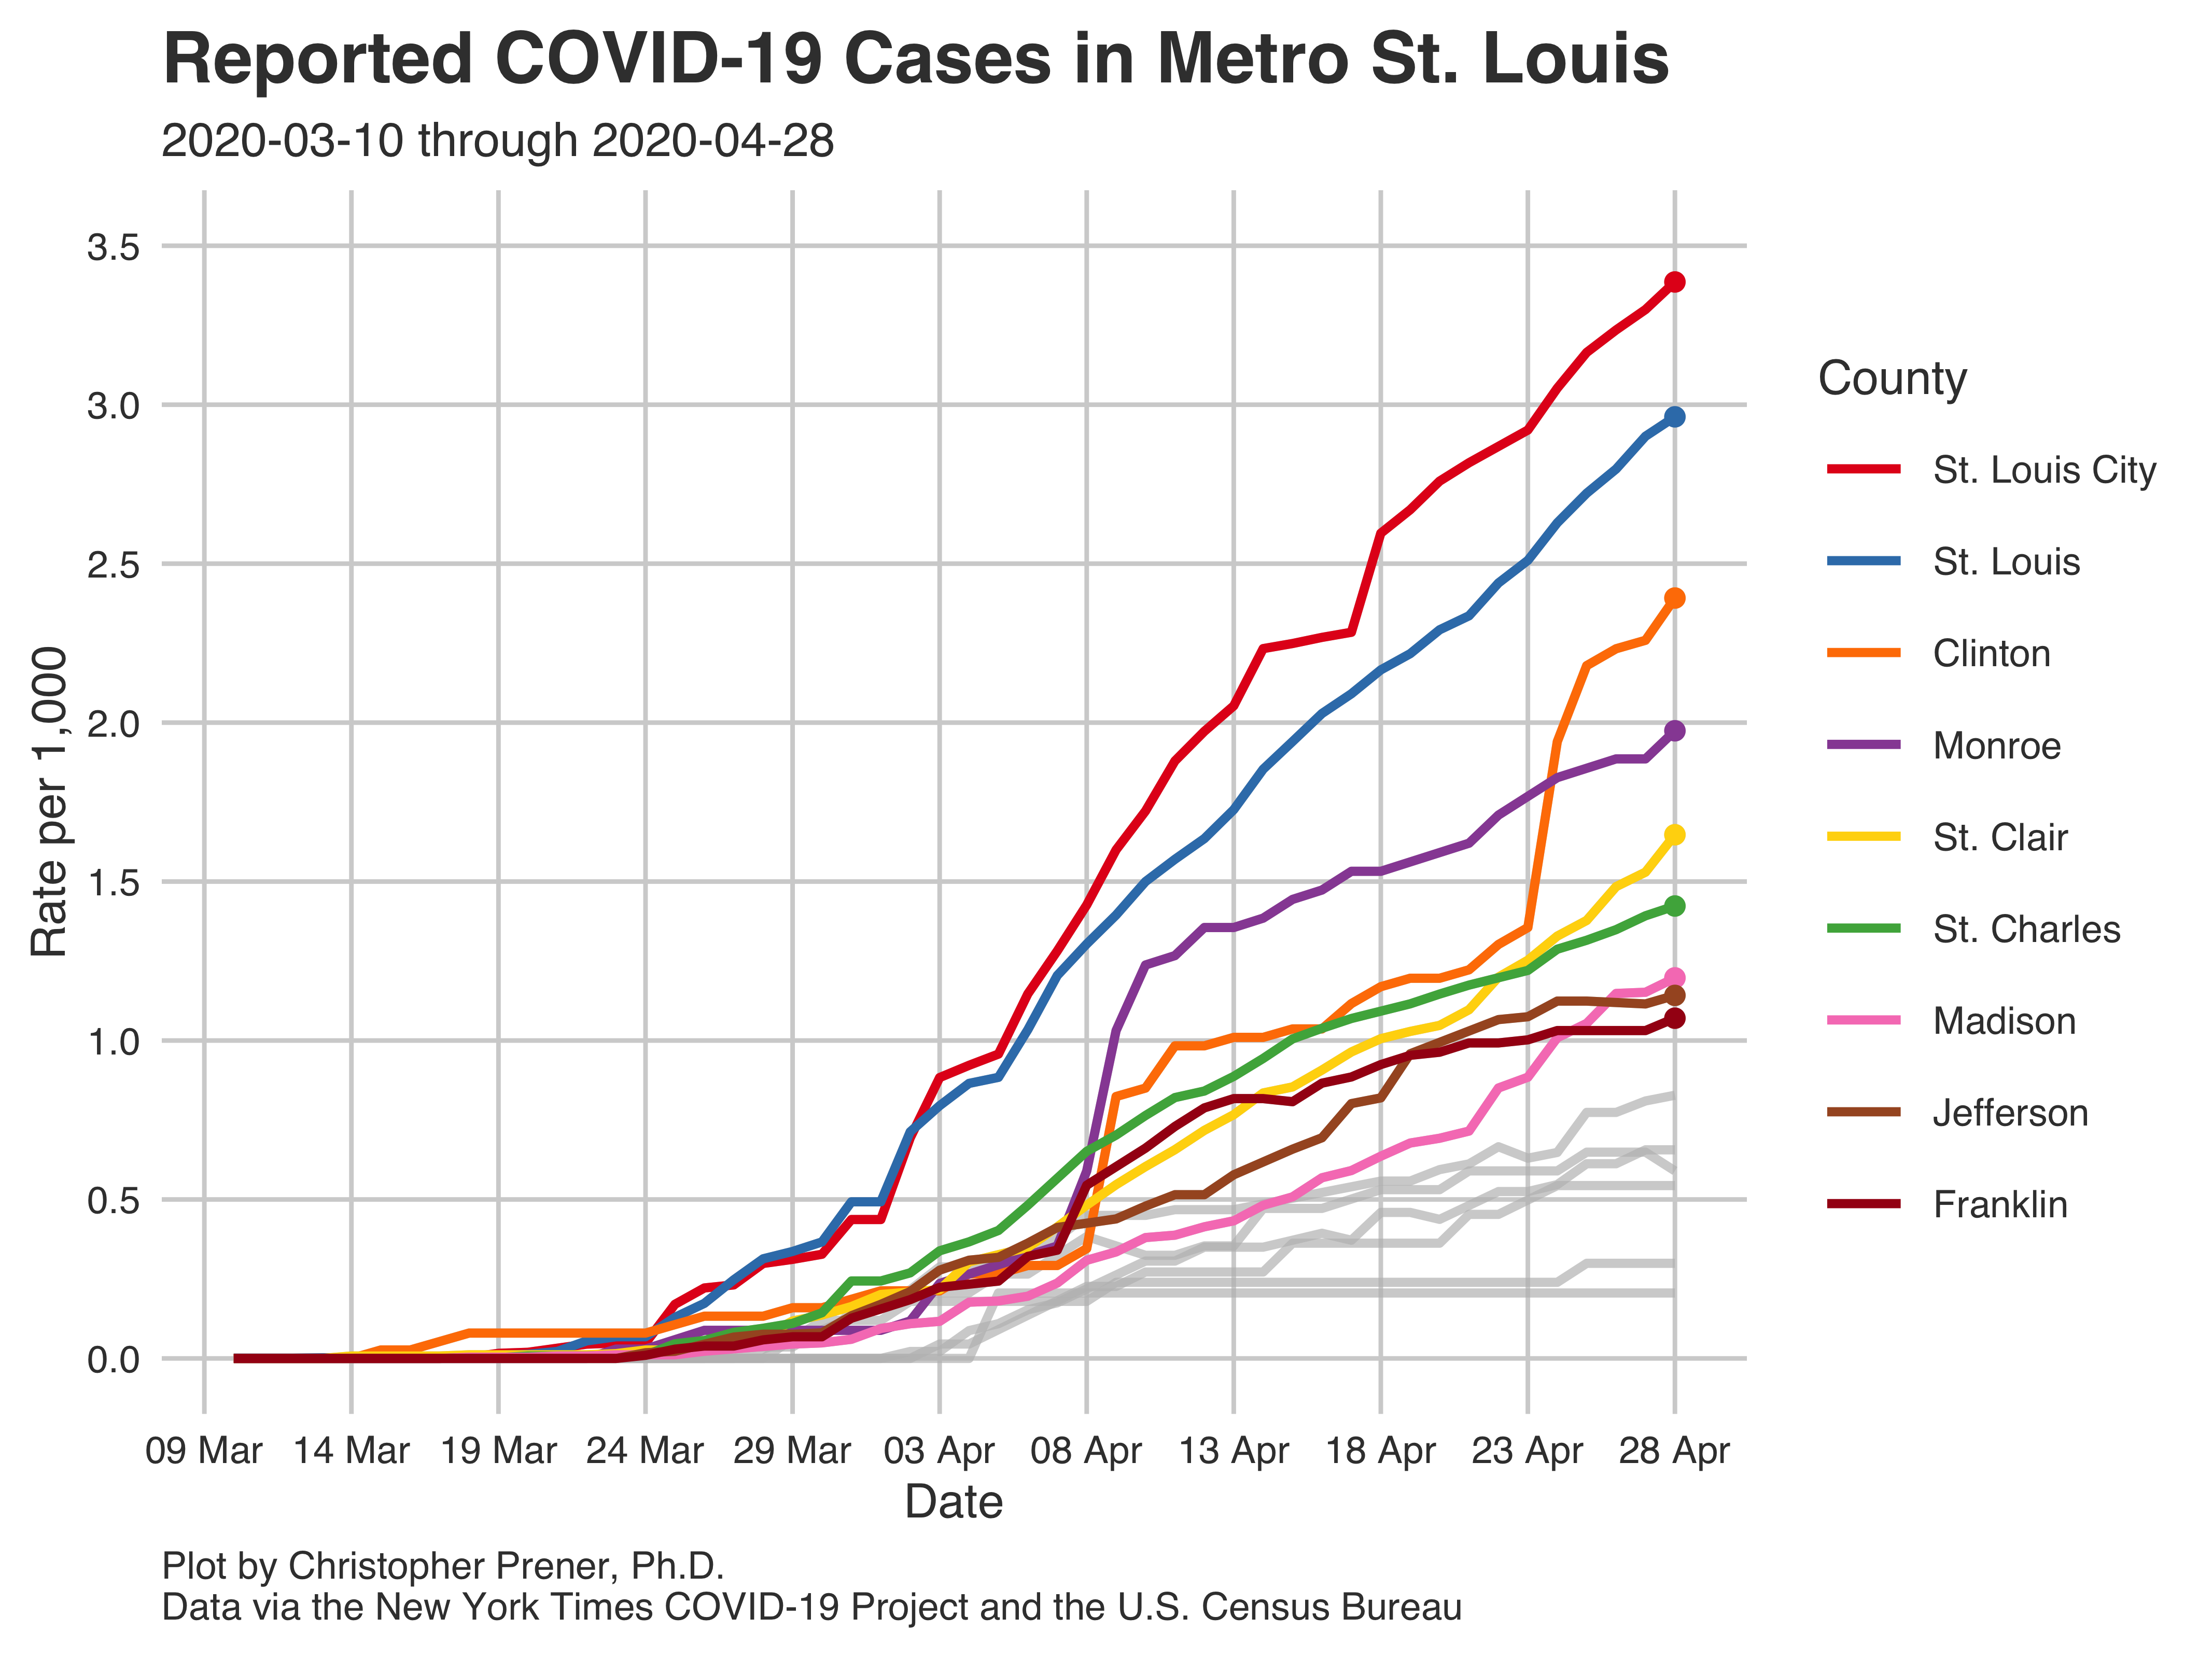 Reported COVID-19 Cases in Metro St. Louis
2020-03-10 through 2020-04-28
Rate per 1,000
3.5
3.0
2.5
2.0
1.5
1.0
0.5
0.0
09 Mar
14 Mar
19 Mar
24 Mar
29 Mar
03 Apr
08 Apr
13 Apr
18 Apr
23 Apr
28 Apr
Date
County
St. Louis City
St. Louis
Clinton
Monroe
St. Clair
St. Charles
Madison
Jefferson
Franklin
Plot by Christopher Prener, Ph.D.
Data via the New York Times COVID-19 Project and the U.S. Census Bureau